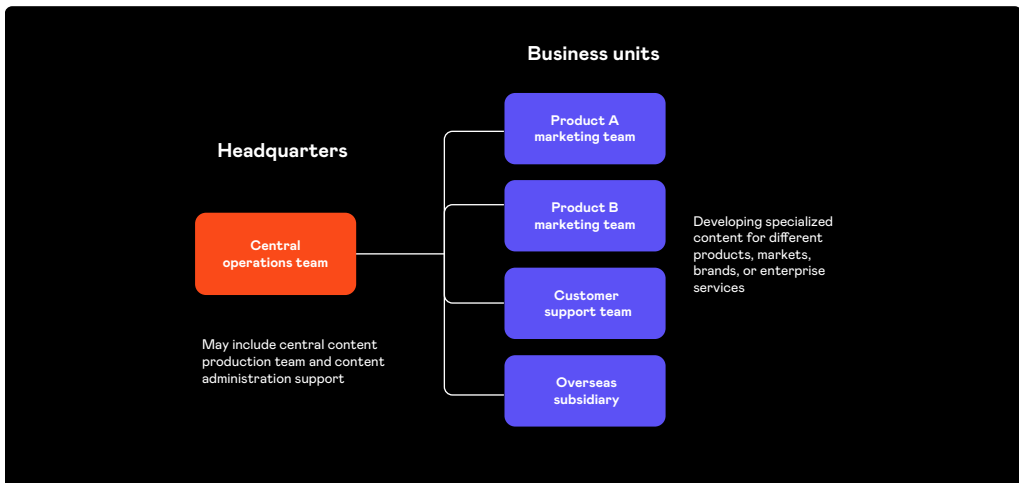 Business units
Headquarters
Central
operations team
May include central content
production team and content
administration support
Product A
marketing team
Product B
marketing team
Customer
support team
Overseas
subsidiary
Developing specialized
content for different
products, markets,
brands, or enterprise
services